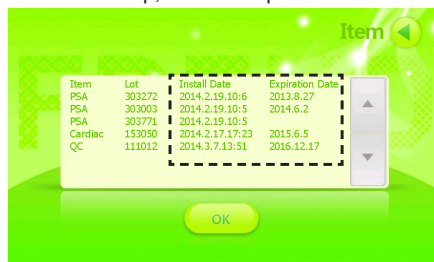 Item
Item Lot Install Date Expiration Date
PSA 303272 2014.2.19.10:6 2013.8.27
PSA 303003 2014.2.19.10:5 2014.6.2
PSA 303771 2014.2.19.10:5
Cardiac 153050 2014.2.17.17:23 2015.6.5
QC 111012 2014.3.7.13:51 2016.12.17
OK